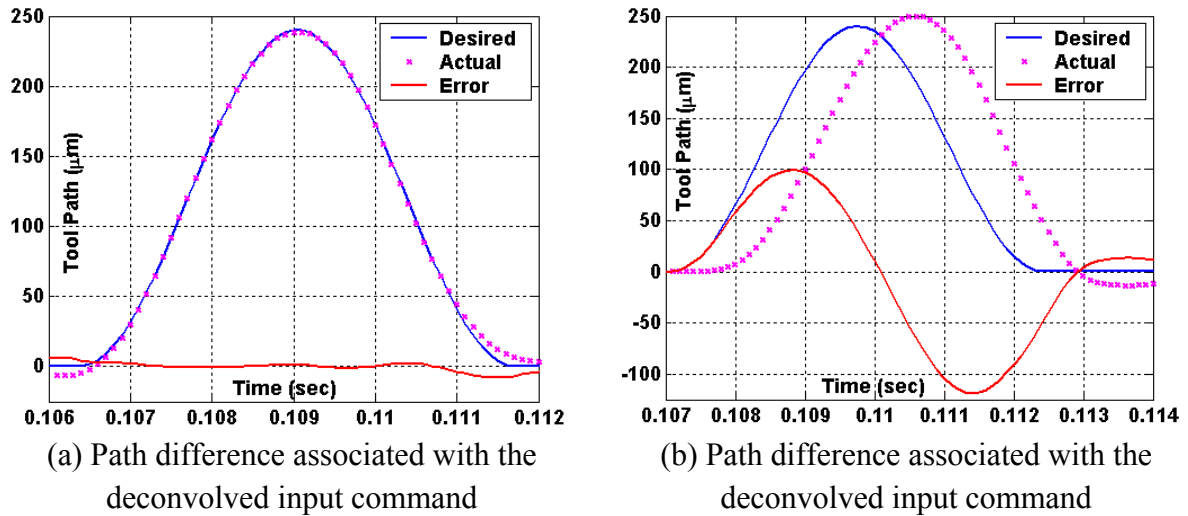 250
200
150
100
50
0
Tool Path (μm)
Desired
Actual
Error
Time (sec)
0.106 0.107 0.108 0.109 0.11 0.111 0.112
(a) Path difference associated with the
deconvolved input command
250
200
150
100
50
0
-50
-100
Tool Path (μm)
Desired
Actual
Error
Time (sec)
0.107 0.108 0.109 0.11 0.111 0.112 0.113 0.114
(b) Path difference associated with the
deconvolved input command